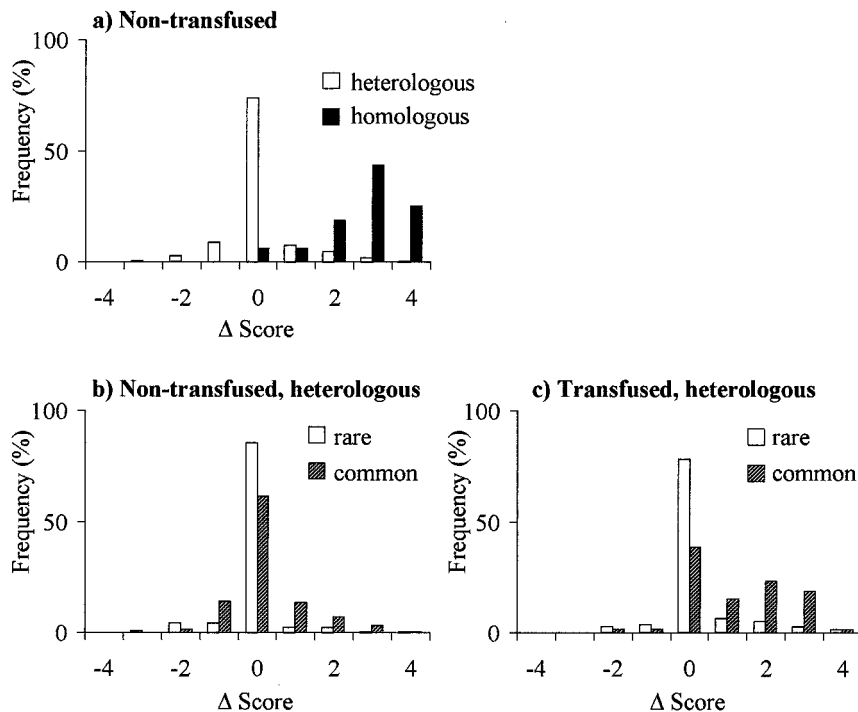 a) Non-transfused
100
50
0
Frequency (%)
heterologous
homologous
-4 -2 0 2 4
Δ Score
b) Non-transfused, heterologous
100
50
0
Frequency (%)
rare
common
-4 -2 0 2 4
Δ Score
c) Transfused, heterologous
100
50
0
Frequency (%)
rare
common
-4 -2 0 2 4
Δ Score